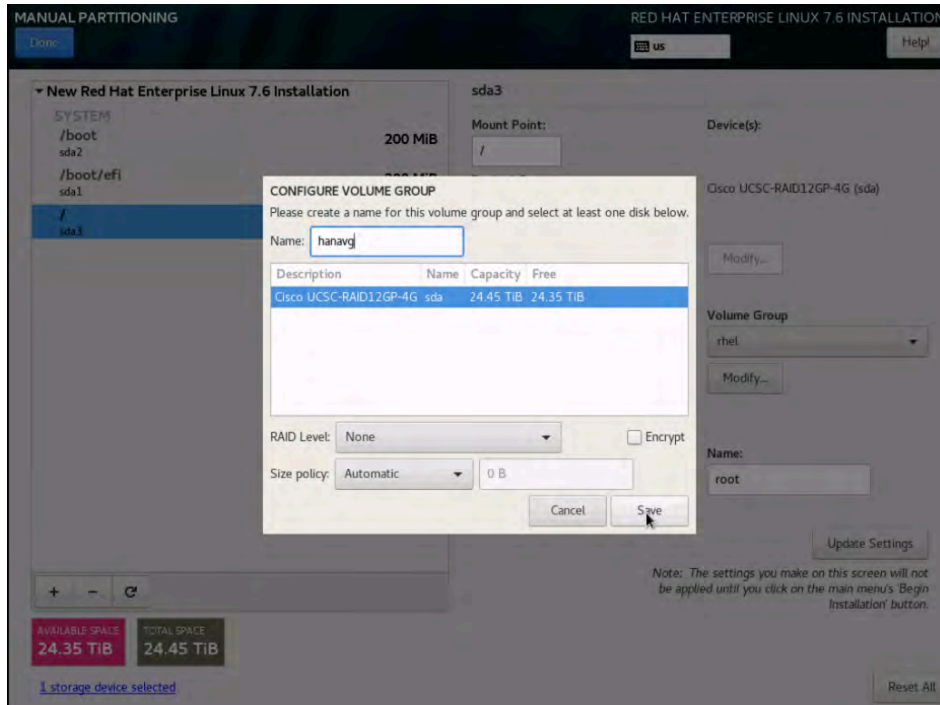 MANUAL PARTITIONING
RED HAT ENTERPRISE LINUX 7.6 INSTALLATION
Done
us
Help!
New Red Hat Enterprise Linux 7.6 Installation
SYSTEM
/boot
sda2
200 MiB
/boot/efi
sda1
/
sda3
sda3
Mount Point:
/
Device(s):
Cisco UCSC-RAID12GP-4G (sda)
Modify...
Volume Group
rhel
Modify...
Name:
root
Update Settings
Note: The settings you make on this screen will not
be applied until you click on the main menu's 'Begin
Installation' button.
CONFIGURE VOLUME GROUP
Please create a name for this volume group and select at least one disk below.
Name: hanavg
Description Name Capacity Free
Cisco UCSC-RAID12GP-4G sda 24.45 TiB 24.35 TiB
RAID Level: None
Encrypt
Size policy: Automatic 0 B
Cancel
Save
+ −
AVAILABLE SPACE
24.35 TiB
TOTAL SPACE
24.45 TiB
1 storage device selected
Reset All